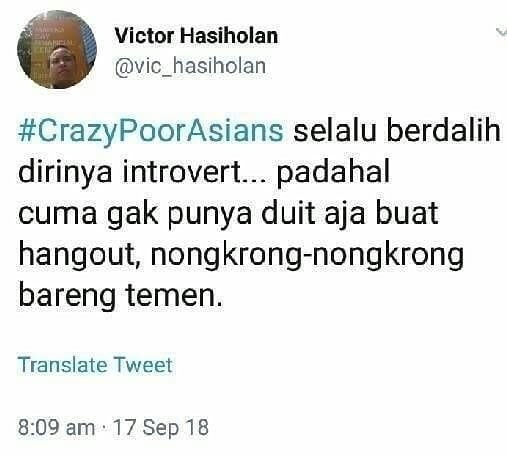 Victor Hasiholan
@vic_hasiholan
#CrazyPoorAsians selalu berdalih
dirinya introvert... padahal
cuma gak punya duit aja buat
hangout, nongkrong-nongkrong
bareng temen.
Translate Tweet
8:09 am · 17 Sep 18